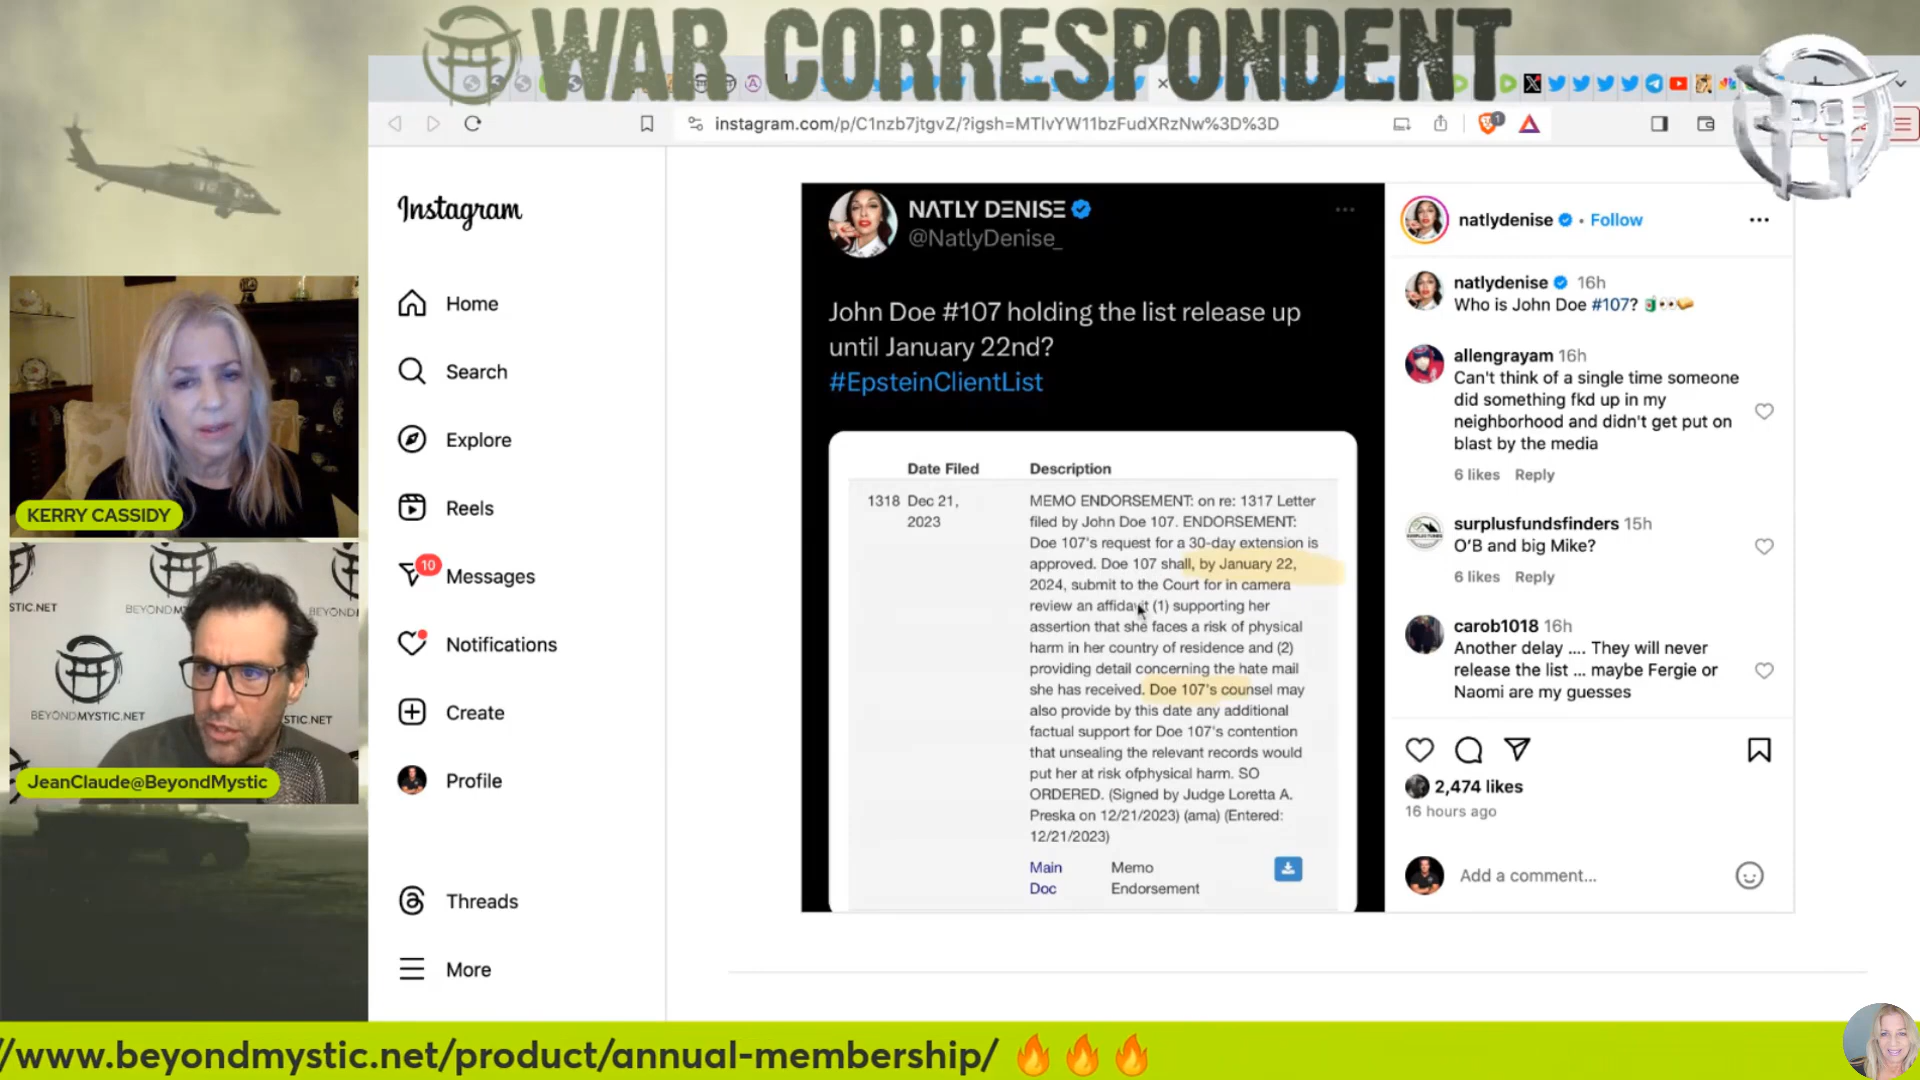 WAR CORRESPONDENT
instagram.com/p/C1nzb7jtgvZ/?igsh=MTlvYW11bzFudXRzNw%3D%3D
1
Instagram
Home
Search
Explore
Reels
10
Messages
Notifications
Create
Profile
Threads
More
KERRY CASSIDY
STIC.NET
BEYONDM
BEYOND
BEYONDMYSTIC.NET
STIC.NET
JeanClaude@BeyondMystic
NATLY DENISE
@NatlyDenise_
John Doe #107 holding the list release up
until January 22nd?
#EpsteinClientList
Date Filed Description
1318 Dec 21,
2023
MEMO ENDORSEMENT: on re: 1317 Letter
filed by John Doe 107. ENDORSEMENT:
Doe 107's request for a 30-day extension is
approved. Doe 107 shall, by January 22,
2024, submit to the Court for in camera
review an affidavit (1) supporting her
assertion that she faces a risk of physical
harm in her country of residence and (2)
providing detail concerning the hate mail
she has received. Doe 107's counsel may
also provide by this date any additional
factual support for Doe 107's contention
that unsealing the relevant records would
put her at risk ofphysical harm. SO
ORDERED. (Signed by Judge Loretta A.
Preska on 12/21/2023) (ama) (Entered:
12/21/2023)
Main
Doc
Memo
Endorsement
natlydenise • Follow
natlydenise 16h
Who is John Doe #107?
allengrayam 16h
Can't think of a single time someone
did something fkd up in my
neighborhood and didn't get put on
blast by the media
6 likes Reply
surplusfundsfinders 15h
O'B and big Mike?
6 likes Reply
carob1018 16h
Another delay .... They will never
release the list ... maybe Fergie or
Naomi are my guesses
2,474 likes
16 hours ago
Add a comment...
//www.beyondmystic.net/product/annual-membership/